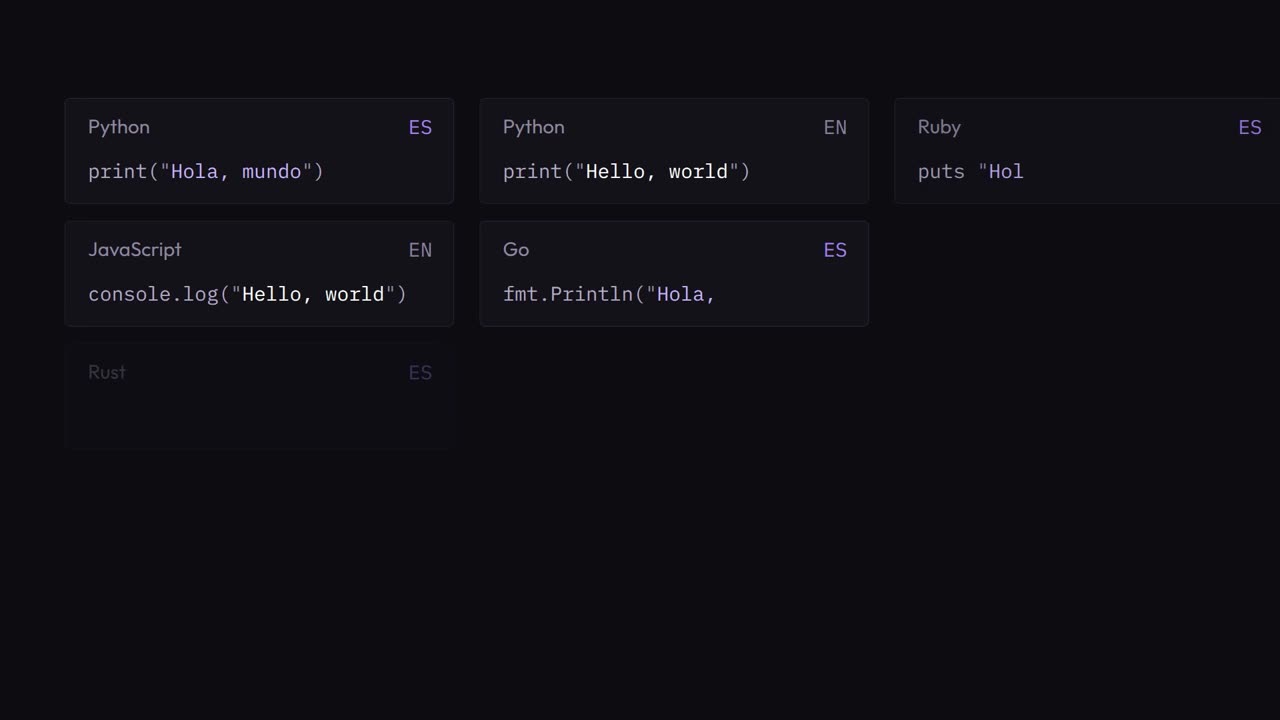 Python ES
print("Hola, mundo")
Python EN
print("Hello, world")
Ruby ES
puts "Hol
JavaScript EN
console.log("Hello, world")
Go ES
fmt.Println("Hola,
Rust ES